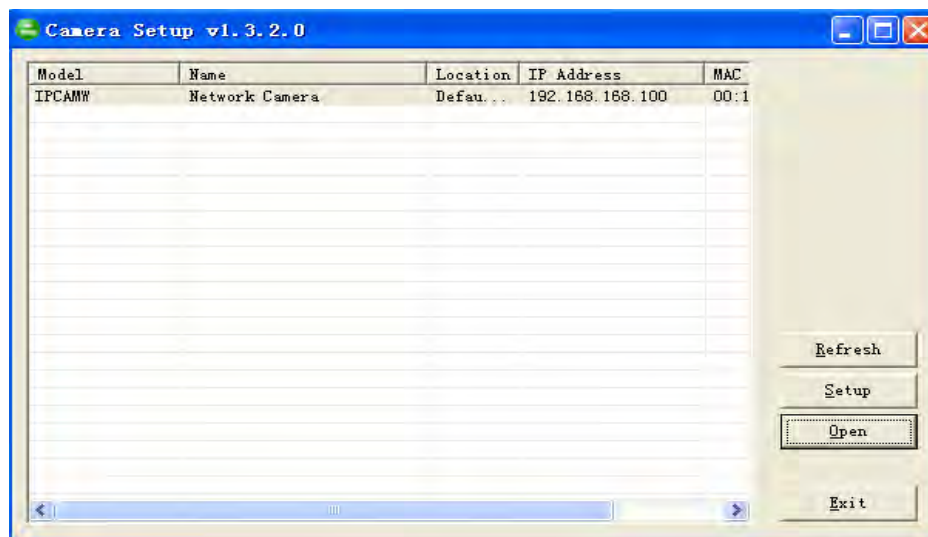 Camera Setup v1.3.2.0
Model Name Location IP Address MAC
IPCAMW Network Camera Defau... 192.168.168.100 00:1
Refresh
Setup
Open
Exit